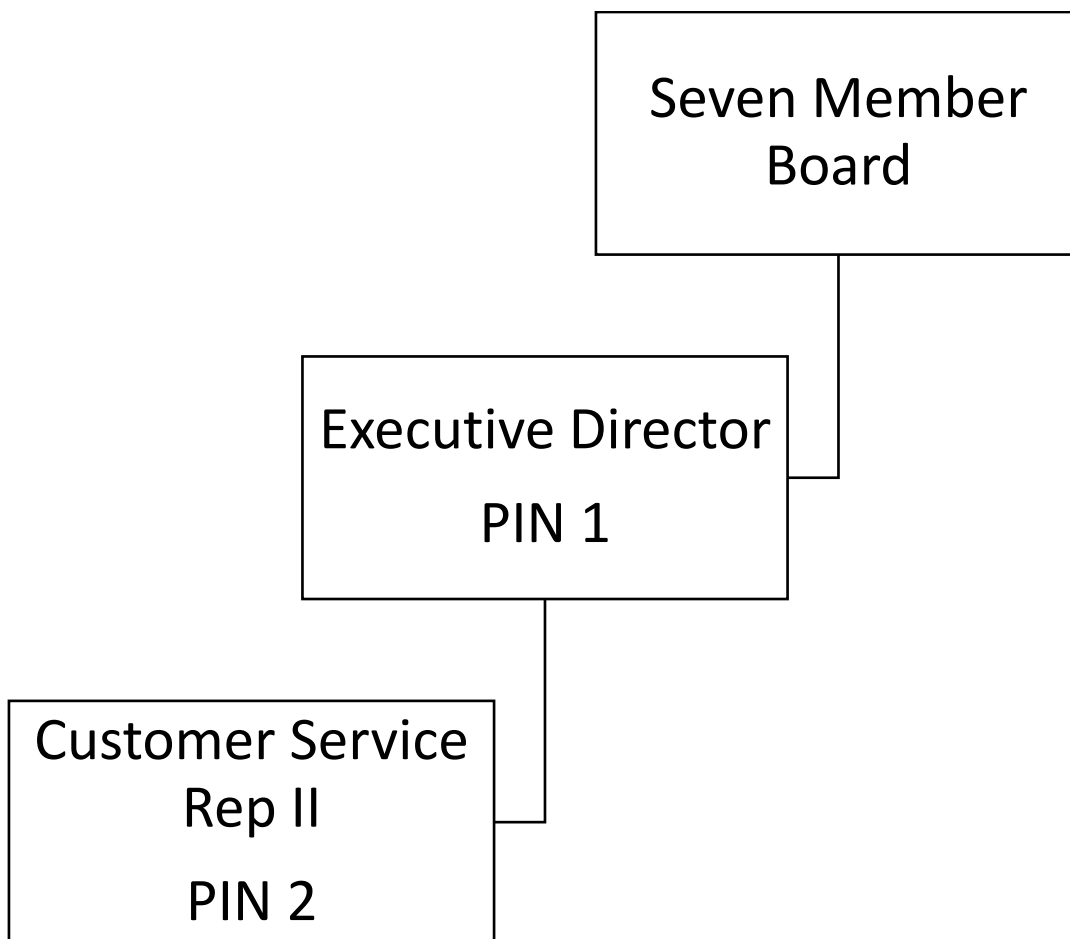 Seven Member
Board
Executive Director
PIN 1
Customer Service
Rep II
PIN 2